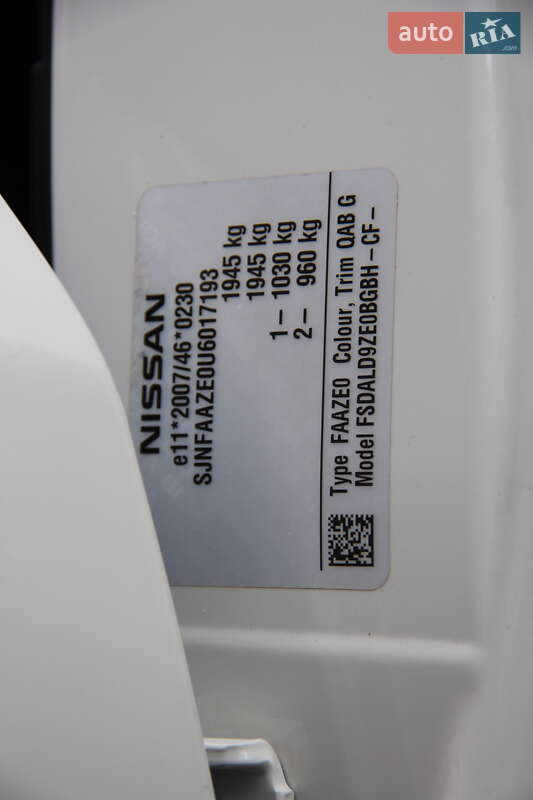 auto RIA .com
NISSAN
e11*2007/46*0230
SJNFAAZE0U6017193
1945 kg
1945 kg
1- 1030 kg
2- 960 kg
Type FAAZE0 Colour, Trim QAB G
Model FSDALD9ZE0BGBH-CF-